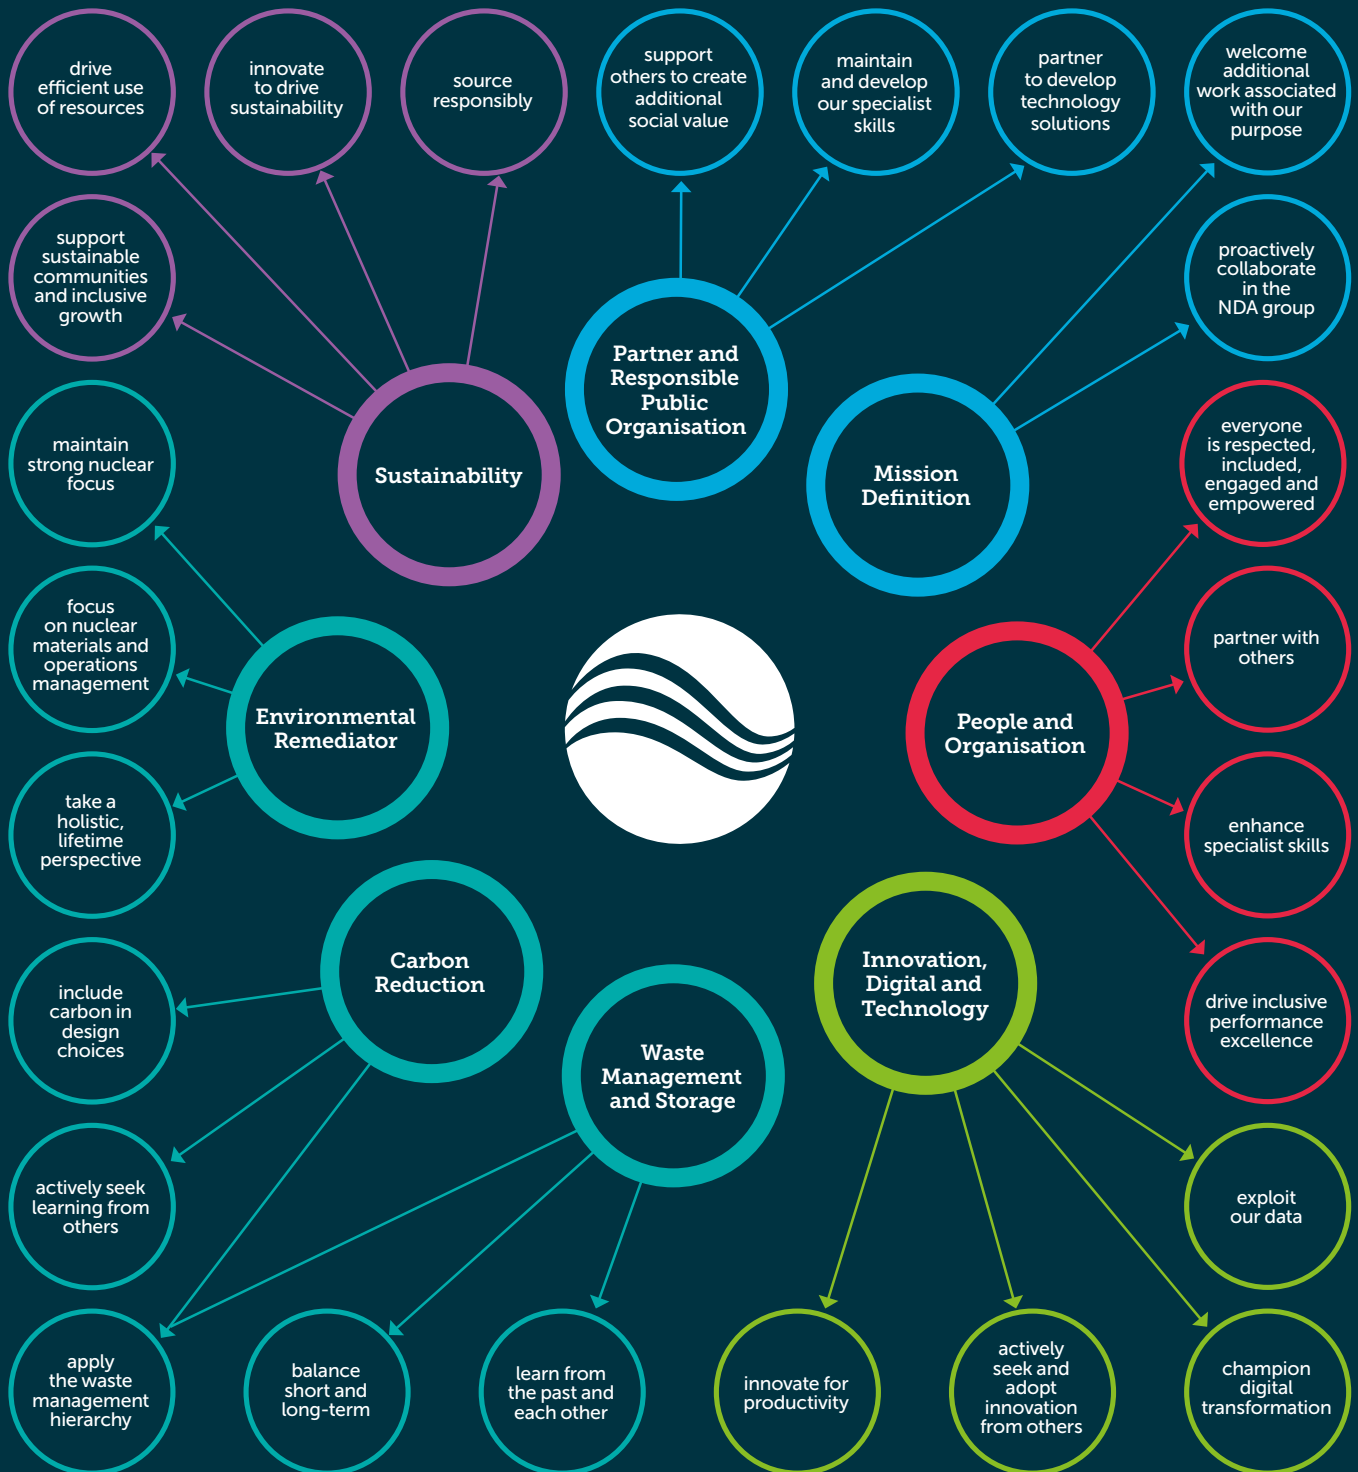 drive
efficient use
of resources
innovate
to drive
sustainability
source
responsibly
support
others to create
additional
social value
maintain
and develop
our specialist
skills
partner
to develop
technology
solutions
welcome
additional
work associated
with our
purpose
support
sustainable
communities
and inclusive
growth
proactively
collaborate
in the
NDA group
Partner and
Responsible
Public
Organisation
Sustainability
Mission
Definition
maintain
strong nuclear
focus
everyone
is respected,
included,
engaged and
empowered
focus
on nuclear
materials and
operations
management
partner with
others
Environmental
Remediator
People and
Organisation
take a
holistic,
lifetime
perspective
enhance
specialist skills
Carbon
Reduction
Innovation,
Digital and
Technology
include
carbon in
design
choices
drive inclusive
performance
excellence
Waste
Management
and Storage
actively seek
learning from
others
exploit
our data
apply
the waste
management
hierarchy
balance
short and
long-term
learn from
the past and
each other
innovate for
productivity
actively
seek and
adopt
innovation
from others
champion
digital
transformation